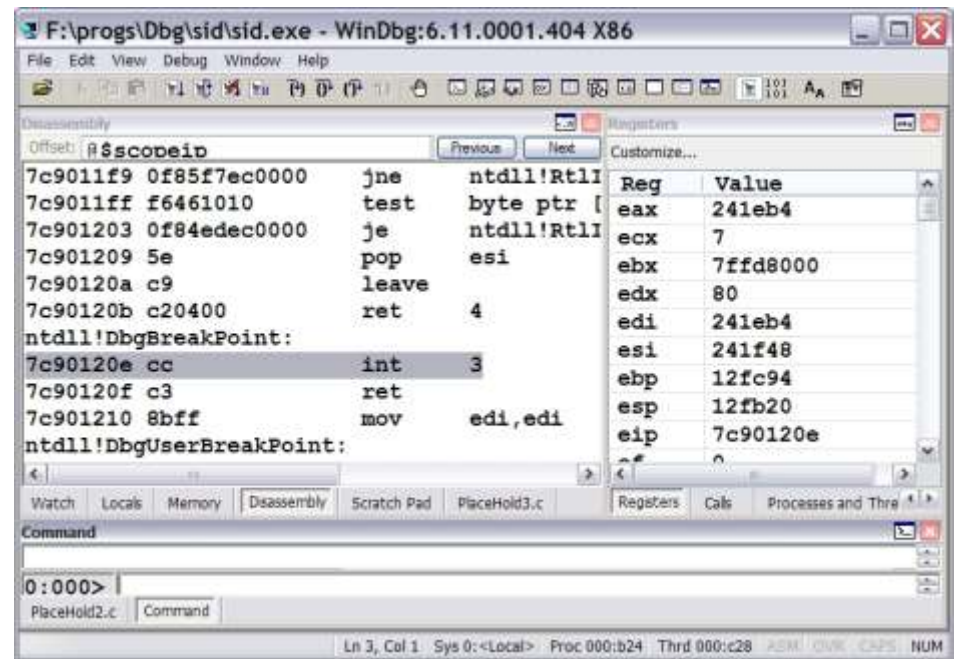 F:\progs\Dbg\sid\sid.exe - WinDbg:6.11.0001.404 X86
File Edit View Debug Window Help
Disassembly
Offset: @$scopeip Previous Next
7c9011f9 0f85f7ec0000 jne ntdll!RtlI
7c9011ff f6461010 test byte ptr [
7c901203 0f84edec0000 je ntdll!RtlI
7c901209 5e pop esi
7c90120a c9 leave
7c90120b c20400 ret 4
ntdll!DbgBreakPoint:
7c90120e cc int 3
7c90120f c3 ret
7c901210 8bff mov edi,edi
ntdll!DbgUserBreakPoint:
Watch Locals Memory Disassembly Scratch Pad PlaceHold3.c
Registers
Customize...
Reg Value
eax 241eb4
ecx 7
ebx 7ffd8000
edx 80
edi 241eb4
esi 241f48
ebp 12fc94
esp 12fb20
eip 7c90120e
Registers Calls Processes and Thre
Command
0:000>
PlaceHold2.c Command
Ln 3, Col 1 Sys 0:<Local> Proc 000:b24 Thrd 000:c28 ASM OVR CAPS NUM